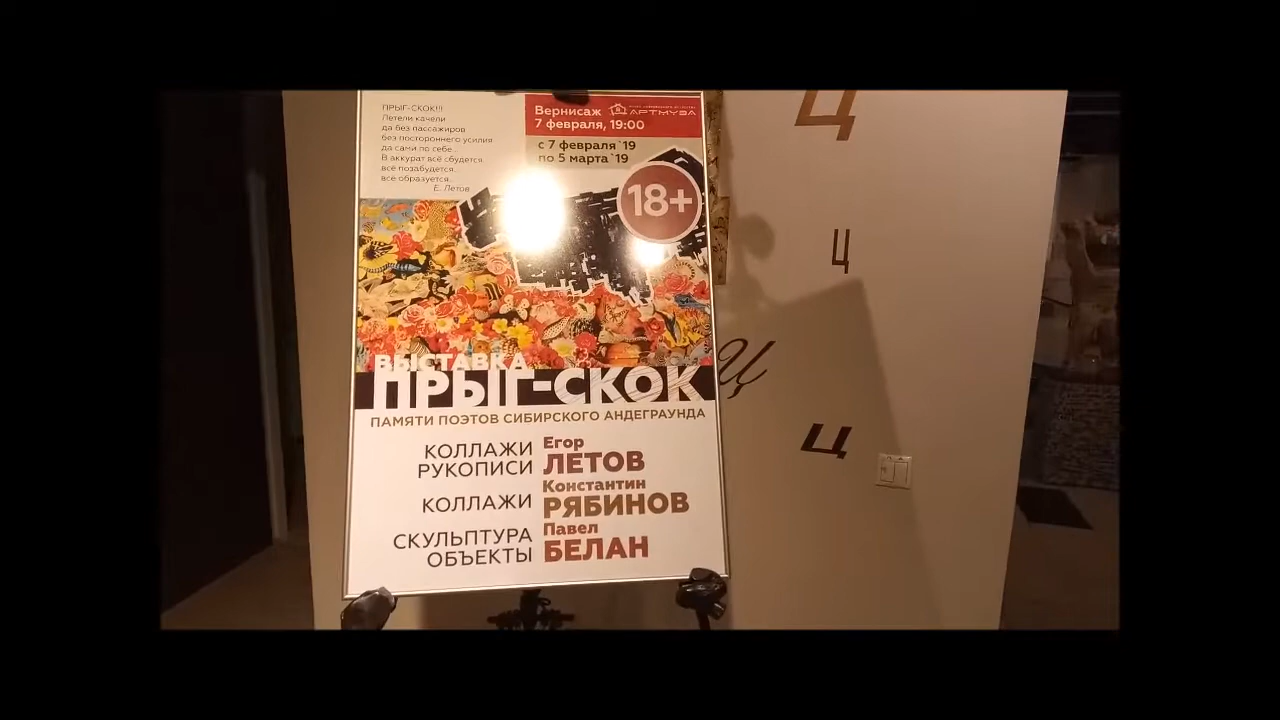 ПРЫГ-СКОК!!!
Летели качели
да без пассажиров
без постороннего усилия
да сами по себе...
В аккурат всё сбудется
всё позабудется
всё образуется.
Е. Летов
Вернисаж
АРТМУЗА
7 февраля, 19:00
с 7 февраля`19
по 5 марта`19
18+
ВЫСТАВКА
ПРЫГ-СКОК
ПАМЯТИ ПОЭТОВ СИБИРСКОГО АНДЕГРАУНДА
КОЛЛАЖИ
РУКОПИСИ
Егор
ЛЕТОВ
КОЛЛАЖИ
Константин
РЯБИНОВ
СКУЛЬПТУРА
ОБЪЕКТЫ
Павел
БЕЛАН
Ц
Ц
Ц
Ц